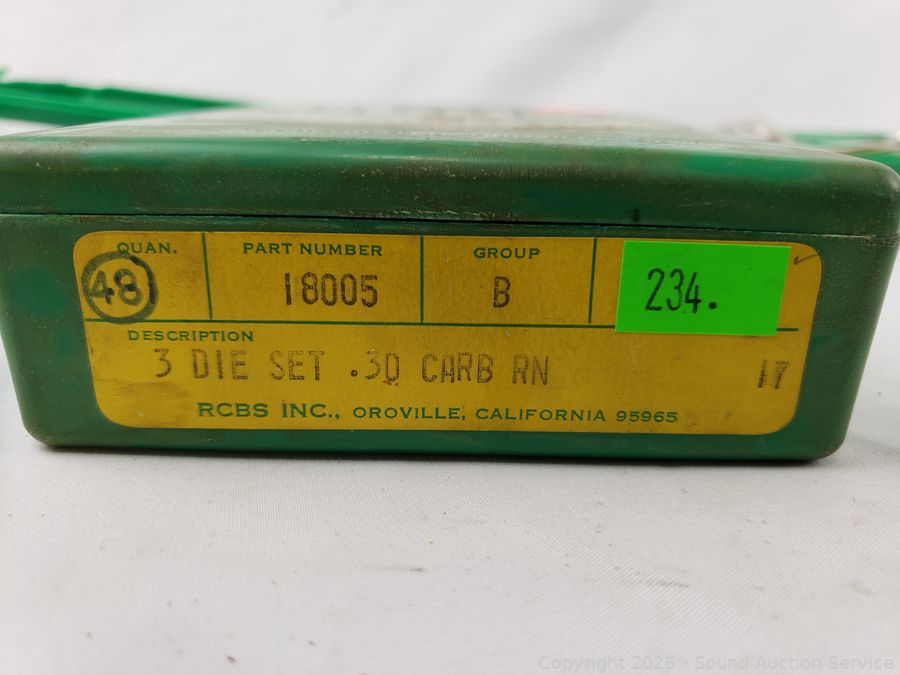 QUAN. PART NUMBER GROUP
48 18005 B 234.
DESCRIPTION
3 DIE SET .30 CARB RN 17
RCBS INC., OROVILLE, CALIFORNIA 95965
Copyright 2026 - Sound Auction Service